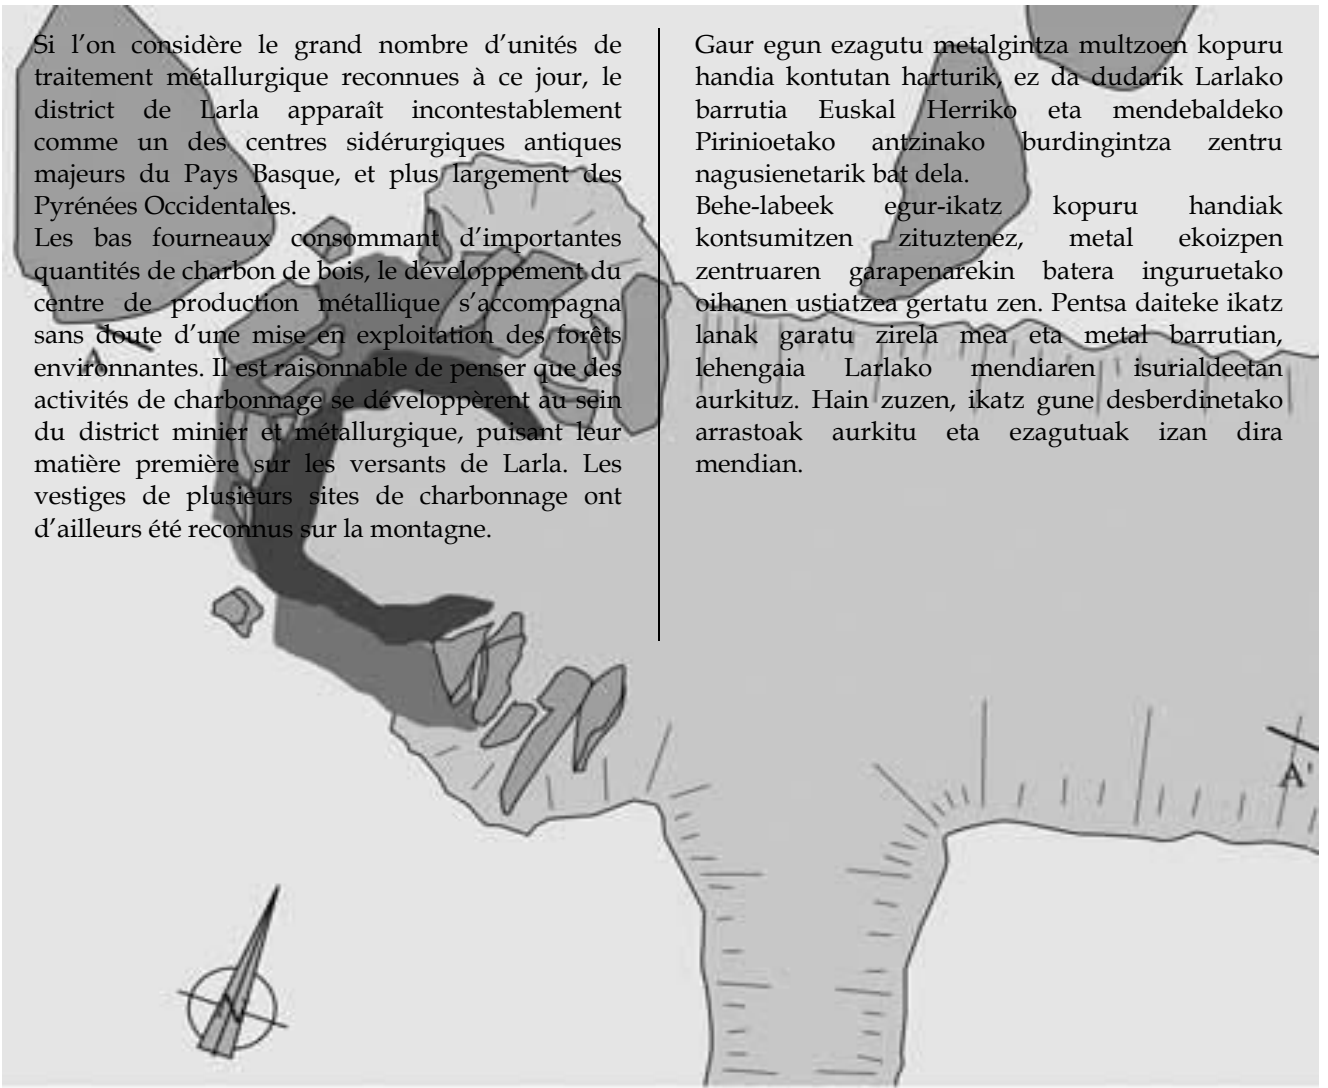 Si l’on considère le grand nombre d’unités de
traitement métallurgique reconnues à ce jour, le
district de Larla apparaît incontestablement
comme un des centres sidérurgiques antiques
majeurs du Pays Basque, et plus largement des
Pyrénées Occidentales.
Les bas fourneaux consommant d’importantes
quantités de charbon de bois, le développement du
centre de production métallique s’accompagna
sans doute d’une mise en exploitation des forêts
environnantes. Il est raisonnable de penser que des
activités de charbonnage se développèrent au sein
du district minier et métallurgique, puisant leur
matière première sur les versants de Larla. Les
vestiges de plusieurs sites de charbonnage ont
d’ailleurs été reconnus sur la montagne.
Gaur egun ezagutu metalgintza multzoen kopuru
handia kontutan harturik, ez da dudarik Larlako
barrutia Euskal Herriko eta mendebaldeko
Pirinioetako antzinako burdingintza zentru
nagusienetarik bat dela.
Behe-labeek egur-ikatz kopuru handiak
kontsumitzen zituztenez, metal ekoizpen
zentruaren garapenarekin batera inguruetako
oihanen ustiatzea gertatu zen. Pentsa daiteke ikatz
lanak garatu zirela mea eta metal barrutian,
lehengaia Larlako mendiaren isurialdeetan
aurkituz. Hain zuzen, ikatz gune desberdinetako
arrastoak aurkitu eta ezagutuak izan dira
mendian.
A
A'
N